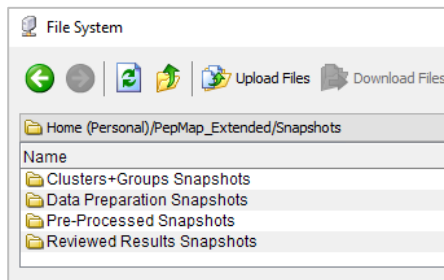 File System
Upload Files Download Files
Home (Personal)/PepMap_Extended/Snapshots
Name
Clusters+Groups Snapshots
Data Preparation Snapshots
Pre-Processed Snapshots
Reviewed Results Snapshots